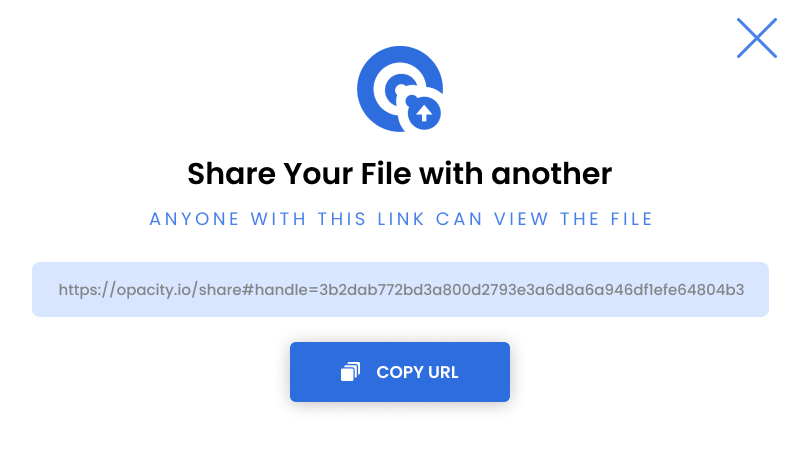 Share Your File with another
ANYONE WITH THIS LINK CAN VIEW THE FILE
https://opacity.io/share#handle=3b2dab772bd3a800d2793e3a6d8a6a946df1efe64804b3
COPY URL